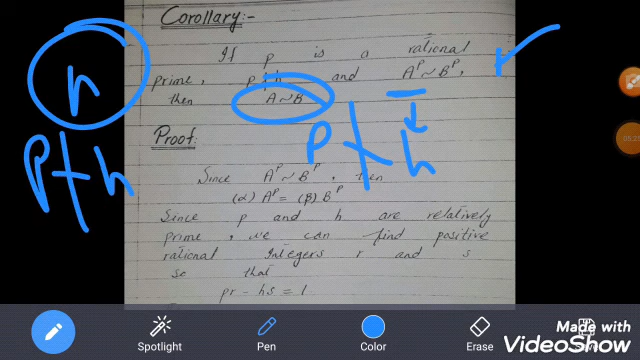 Corollary:-
If p is a rational
prime, p ∤ h and A^p ~ B^p,
then A ~ B
Proof:
Since A^p ~ B^p, then
(α) A^p = (β) B^p
Since p and h are relatively
prime, we can find positive
rational Integers r and s
so that
pr - hs = 1
h
p ∤ h
p ∤ h
Spotlight
Pen
Color
Erase
Made with
VideoShow